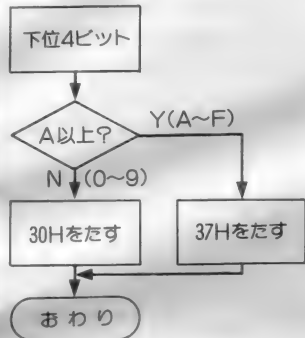 下位4ビット
A以上?
Y(A〜F)
N (0〜9)
30Hをたす
37Hをたす
おわり